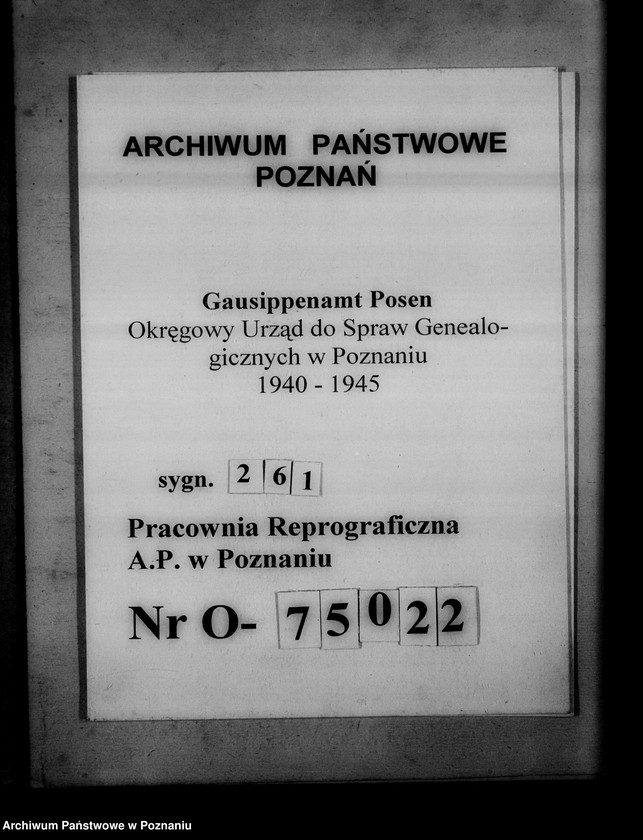 ARCHIWUM PAŃSTWOWE
POZNAŃ
Gausippenamt Posen
Okręgowy Urząd do Spraw Genealo-
gicznych w Poznaniu
1940 - 1945
sygn. 261
Pracownia Reprograficzna
A.P. w Poznaniu
Nr O- 75022
Archiwum Państwowe w Poznaniu